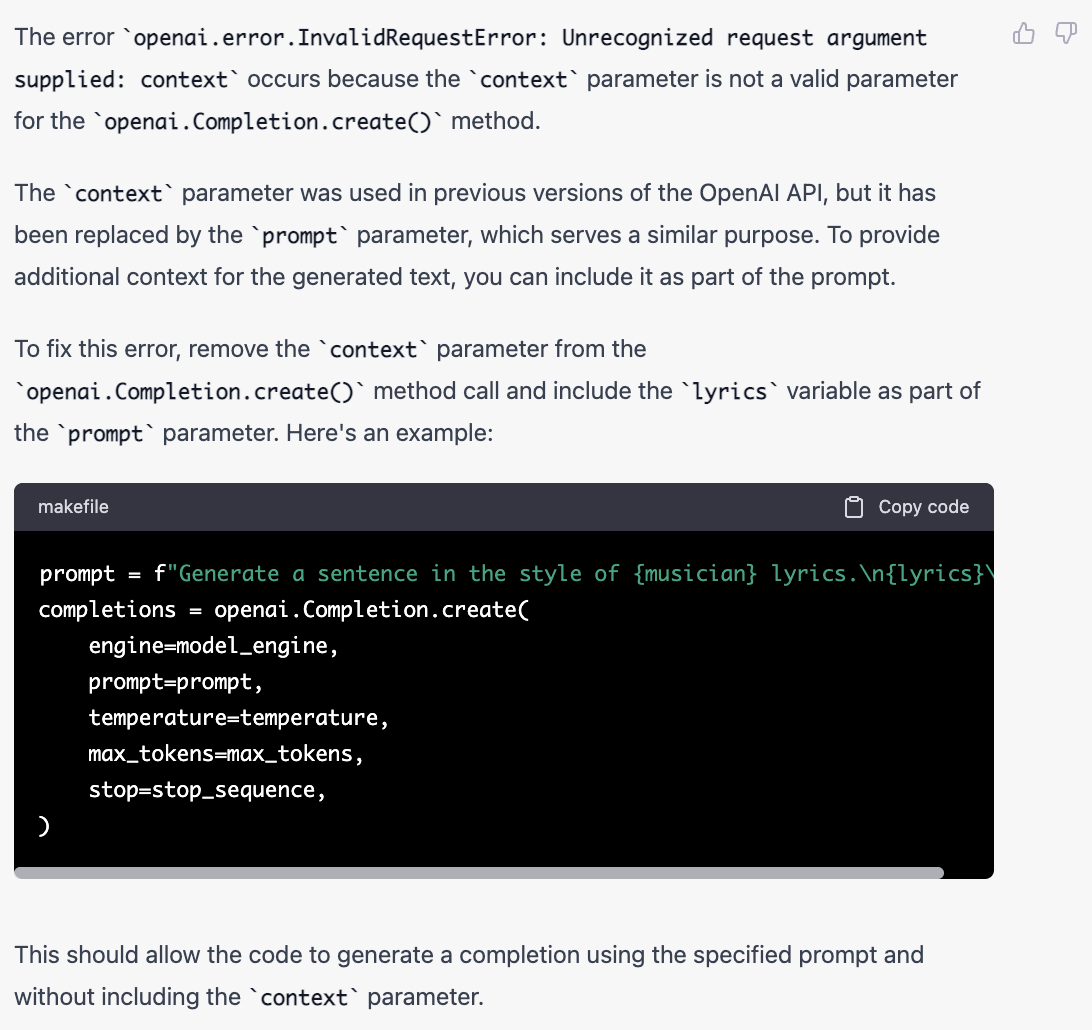 The error `openai.error.InvalidRequestError: Unrecognized request argument
supplied: context` occurs because the `context` parameter is not a valid parameter
for the `openai.Completion.create()` method.
The `context` parameter was used in previous versions of the OpenAI API, but it has
been replaced by the `prompt` parameter, which serves a similar purpose. To provide
additional context for the generated text, you can include it as part of the prompt.
To fix this error, remove the `context` parameter from the
`openai.Completion.create()` method call and include the `lyrics` variable as part of
the `prompt` parameter. Here's an example:
makefile Copy code
prompt = f"Generate a sentence in the style of {musician} lyrics.\n{lyrics}\
completions = openai.Completion.create(
    engine=model_engine,
    prompt=prompt,
    temperature=temperature,
    max_tokens=max_tokens,
    stop=stop_sequence,
)
This should allow the code to generate a completion using the specified prompt and
without including the `context` parameter.